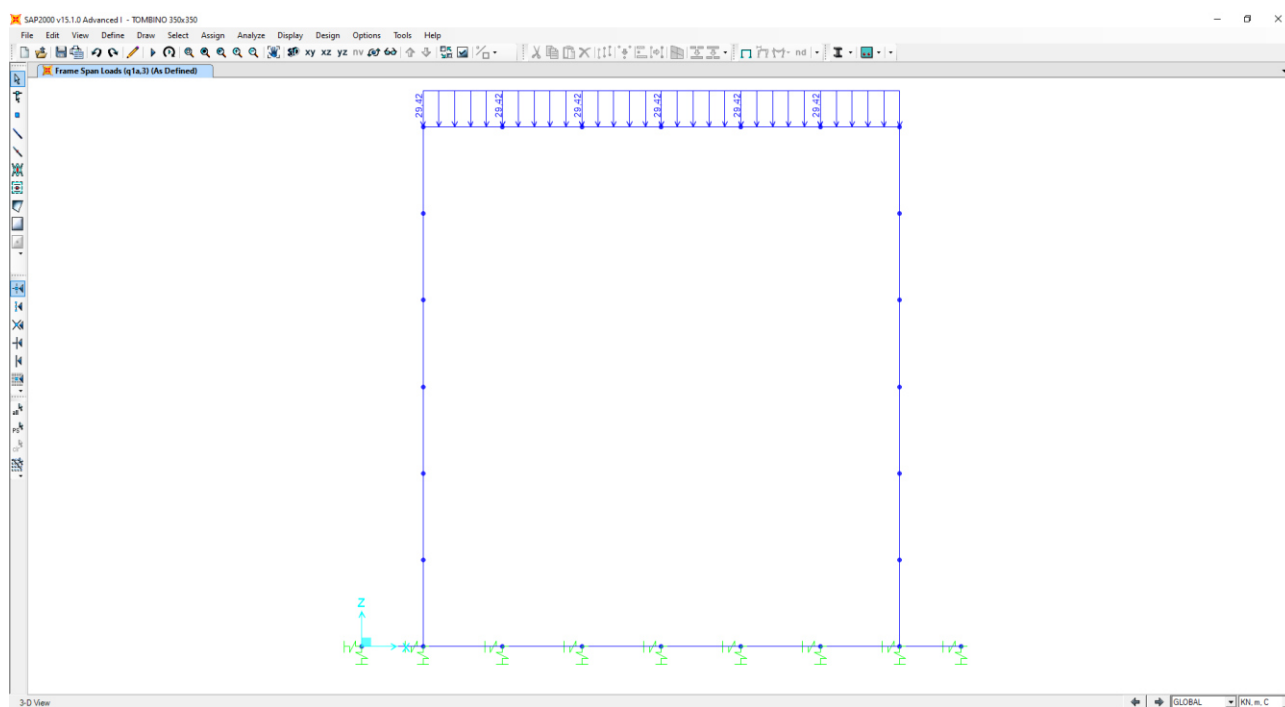 SAP2000 v15.1.0 Advanced I - TOMBINO 350x350
File Edit View Define Draw Select Assign Analyze Display Design Options Tools Help
xy xz yz nv nd
Frame Span Loads (q1a,3) (As Defined)
29.42 29.42 29.42 29.42 29.42 29.42
all
PS
Z
X
3-D View GLOBAL KN, m, C